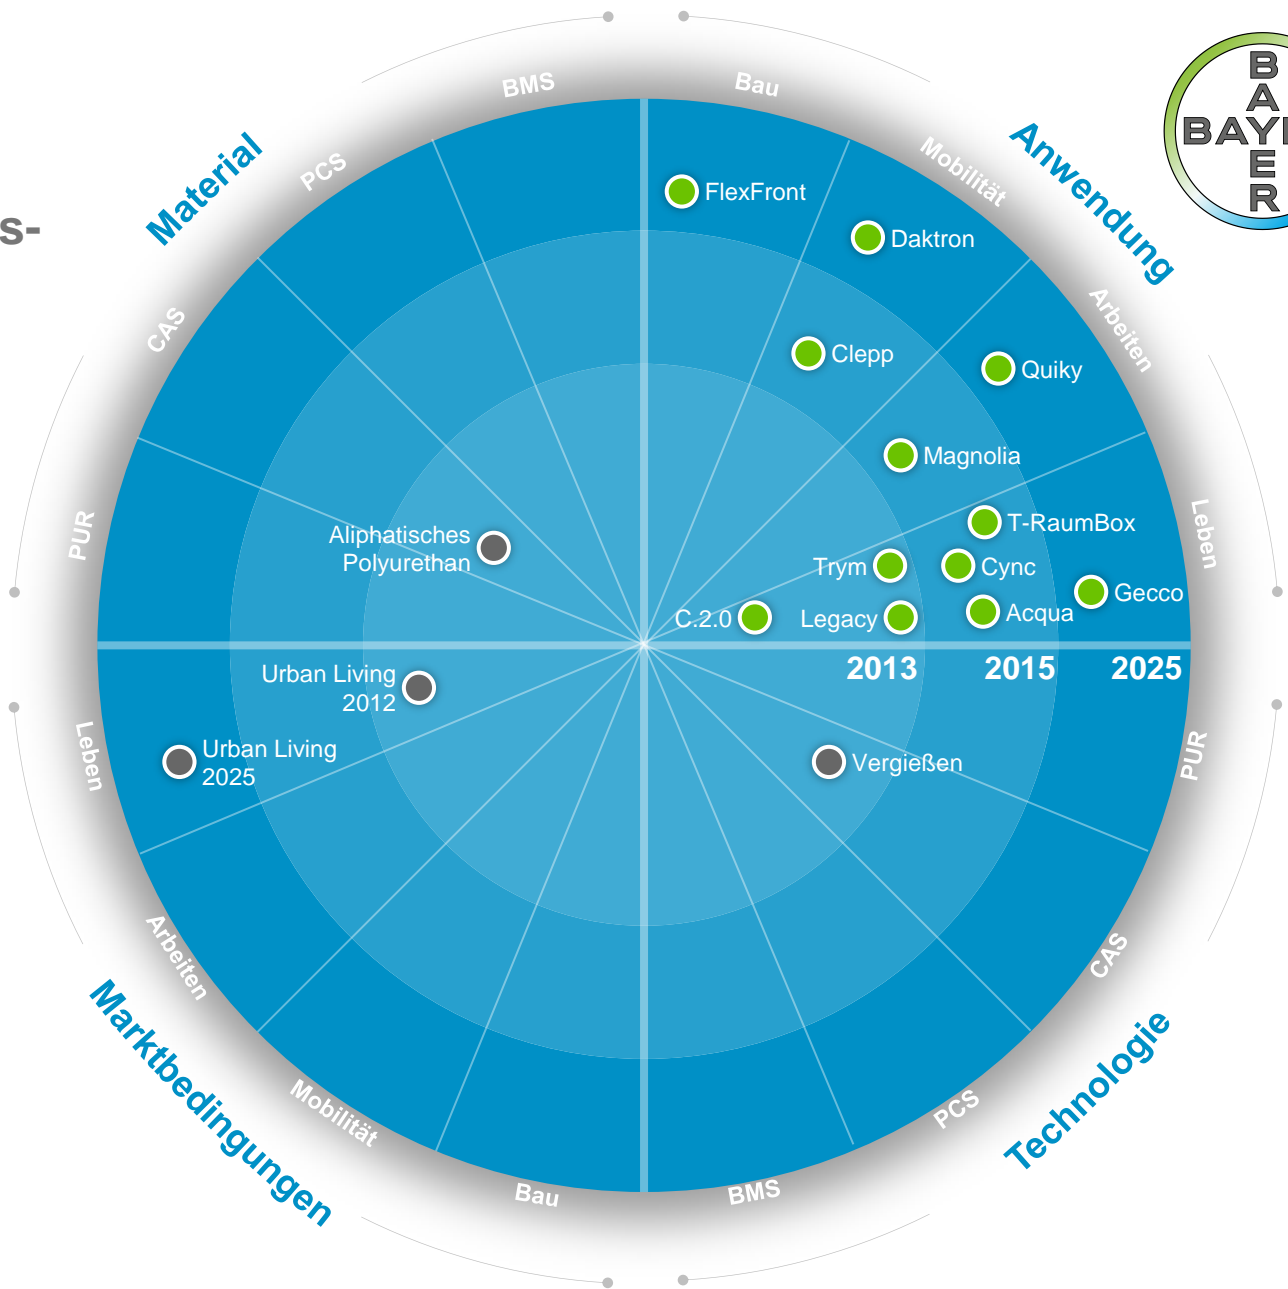 BMS
Bau
PCS
Mobilität
Material
Anwendung
B
A
BAY
E
R
s-
FlexFront
Daktron
CAS
Arbeiten
Clepp
Quiky
Magnolia
PUR
Leben
T-RaumBox
Aliphatisches
Polyurethan
Trym
Cync
Gecco
C.2.0
Legacy
Acqua
2013
2015
2025
Urban Living
2012
Leben
Urban Living
2025
Vergießen
PUR
Arbeiten
CAS
Marktbedingungen
Technologie
Mobilität
PCS
Bau
BMS